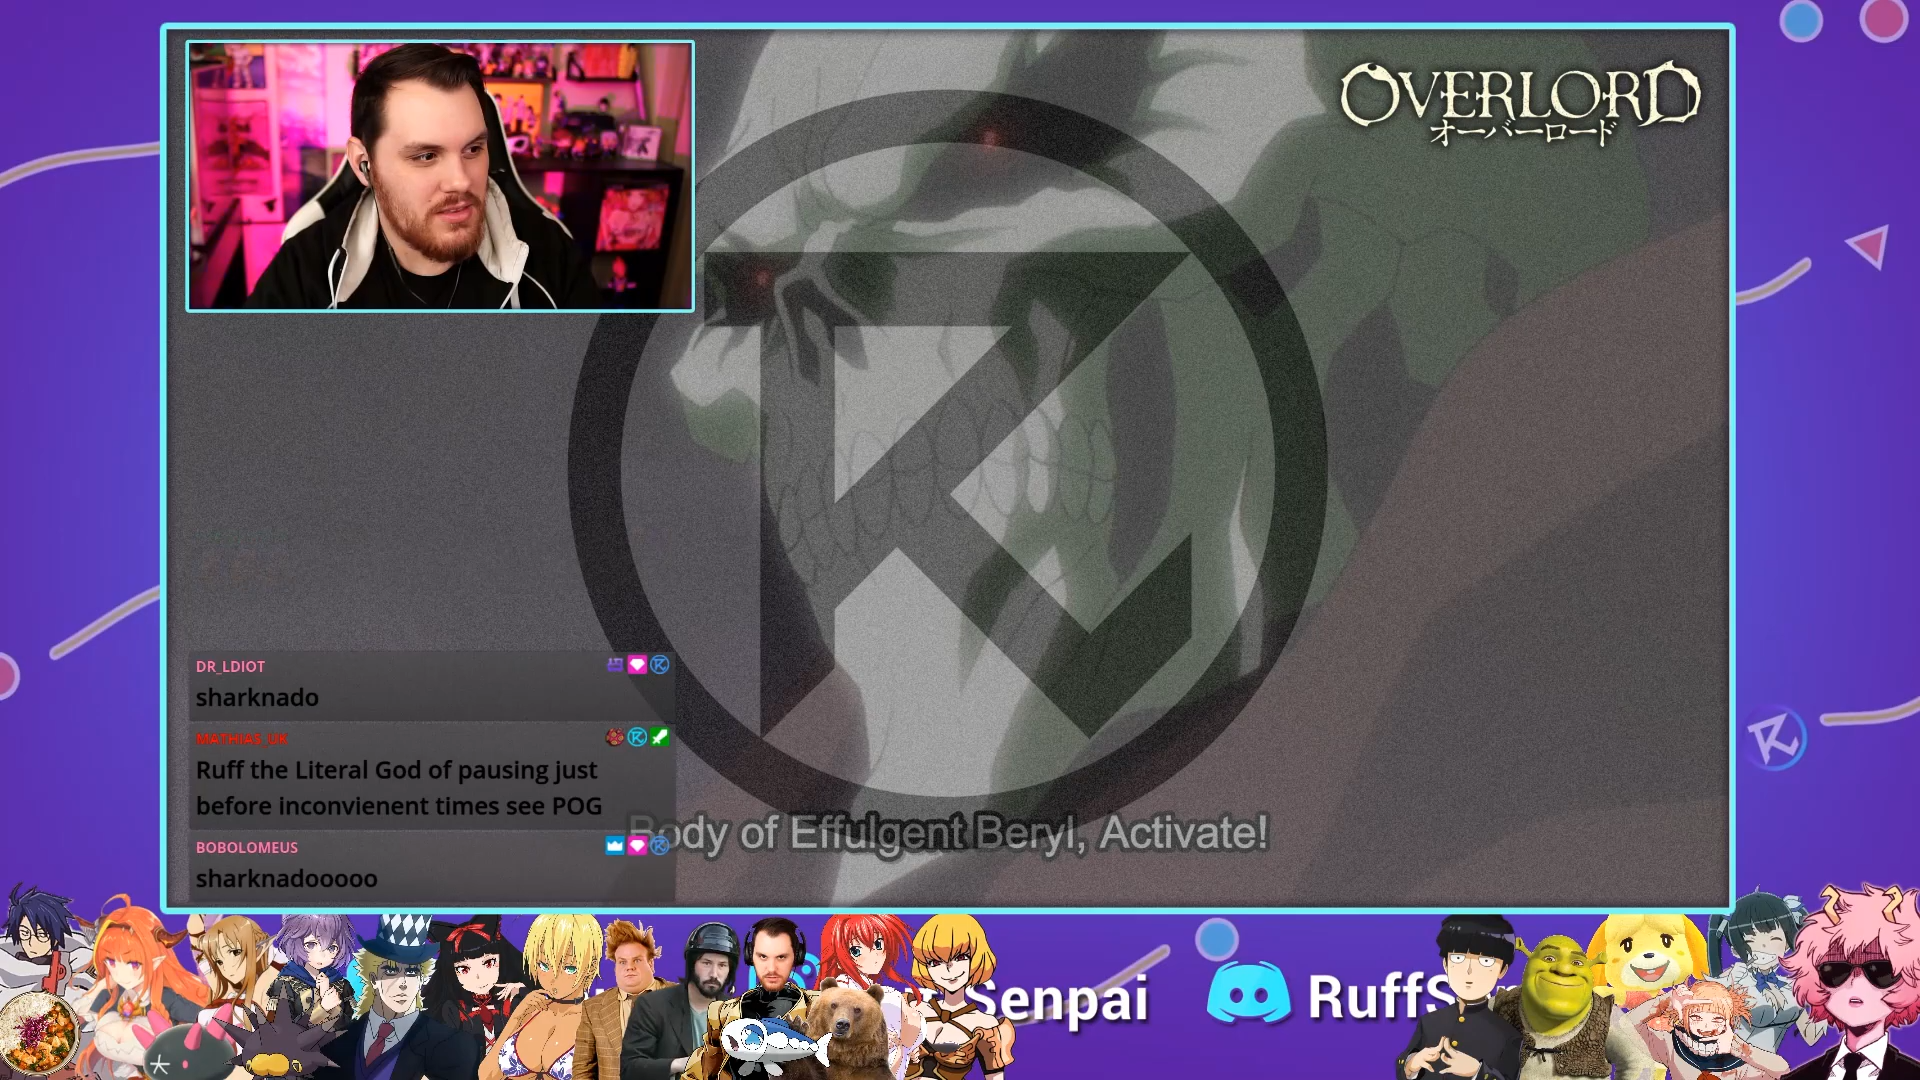 OVERLORD
オーバーロード
DR_LDIOT
sharknado
MATHIAS_UK
Ruff the Literal God of pausing just
before inconvienent times see POG
BOBOLOMEUS
sharknadooooo
Body of Effulgent Beryl, Activate!
Senpai
RuffS